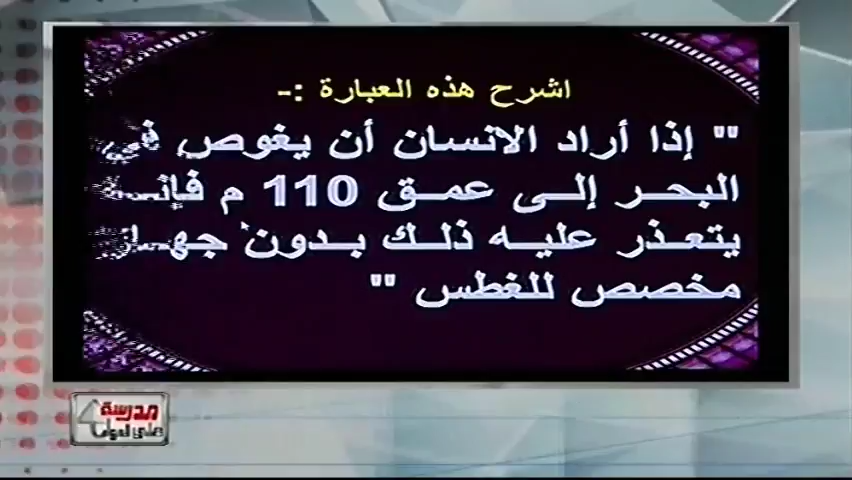 اشرح هذه العبارة :-
" إذا أراد الانسان أن يغوص في
البحر إلى عمق 110 م فإنه
يتعذر عليه ذلك بدون جهاز
مخصص للغطس "
مدرسة
على الهواء